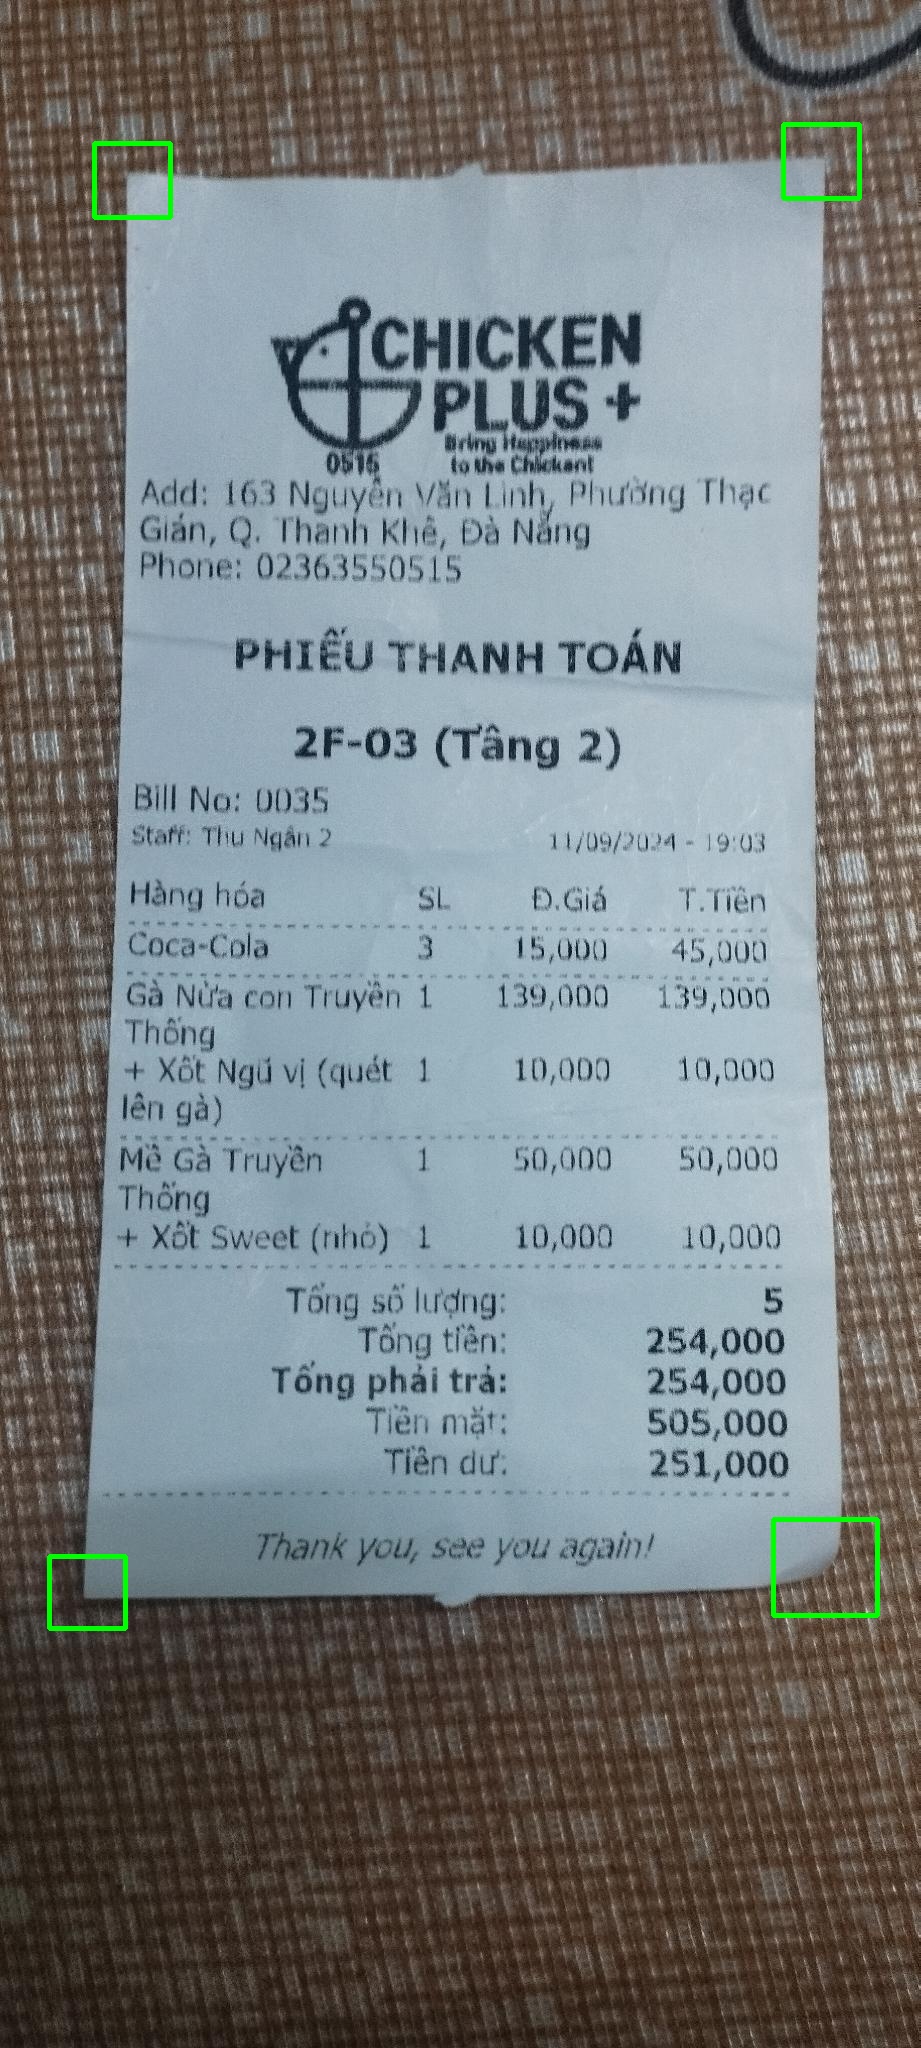 CHICKEN
PLUS +
Bring Happiness
0515 to the Chicken!
Add: 163 Nguyễn Văn Linh, Phường Thạc
Gián, Q. Thanh Khê, Đà Nẵng
Phone: 02363550515
PHIẾU THANH TOÁN
2F-03 (Tầng 2)
Bill No: 0035
Staff: Thu Ngân 2 11/09/2024 - 19:03
Hàng hóa SL Đ.Giá T.Tiền
Coca-Cola 3 15,000 45,000
Gà Nửa con Truyền 1 139,000 139,000
Thống
+ Xốt Ngũ vị (quét 1 10,000 10,000
lên gà)
Mề Gà Truyền 1 50,000 50,000
Thống
+ Xốt Sweet (nhỏ) 1 10,000 10,000
Tổng số lượng: 5
Tổng tiền: 254,000
Tổng phải trả: 254,000
Tiền mặt: 505,000
Tiền dư: 251,000
Thank you, see you again!